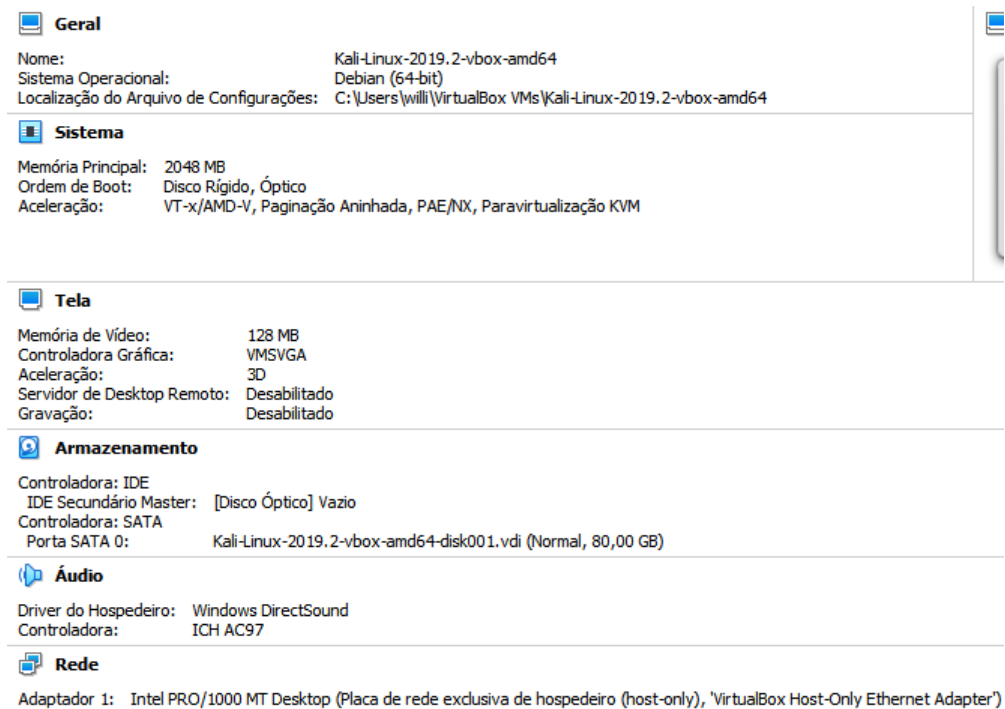 Geral
Nome: Kali-Linux-2019.2-vbox-amd64
Sistema Operacional: Debian (64-bit)
Localização do Arquivo de Configurações: C:\Users\willi\VirtualBox VMs\Kali-Linux-2019.2-vbox-amd64
Sistema
Memória Principal: 2048 MB
Ordem de Boot: Disco Rígido, Óptico
Aceleração: VT-x/AMD-V, Paginação Aninhada, PAE/NX, Paravirtualização KVM
Tela
Memória de Vídeo: 128 MB
Controladora Gráfica: VMSVGA
Aceleração: 3D
Servidor de Desktop Remoto: Desabilitado
Gravação: Desabilitado
Armazenamento
Controladora: IDE
IDE Secundário Master: [Disco Óptico] Vazio
Controladora: SATA
Porta SATA 0: Kali-Linux-2019.2-vbox-amd64-disk001.vdi (Normal, 80,00 GB)
Áudio
Driver do Hospedeiro: Windows DirectSound
Controladora: ICH AC97
Rede
Adaptador 1: Intel PRO/1000 MT Desktop (Placa de rede exclusiva de hospedeiro (host-only), 'VirtualBox Host-Only Ethernet Adapter')